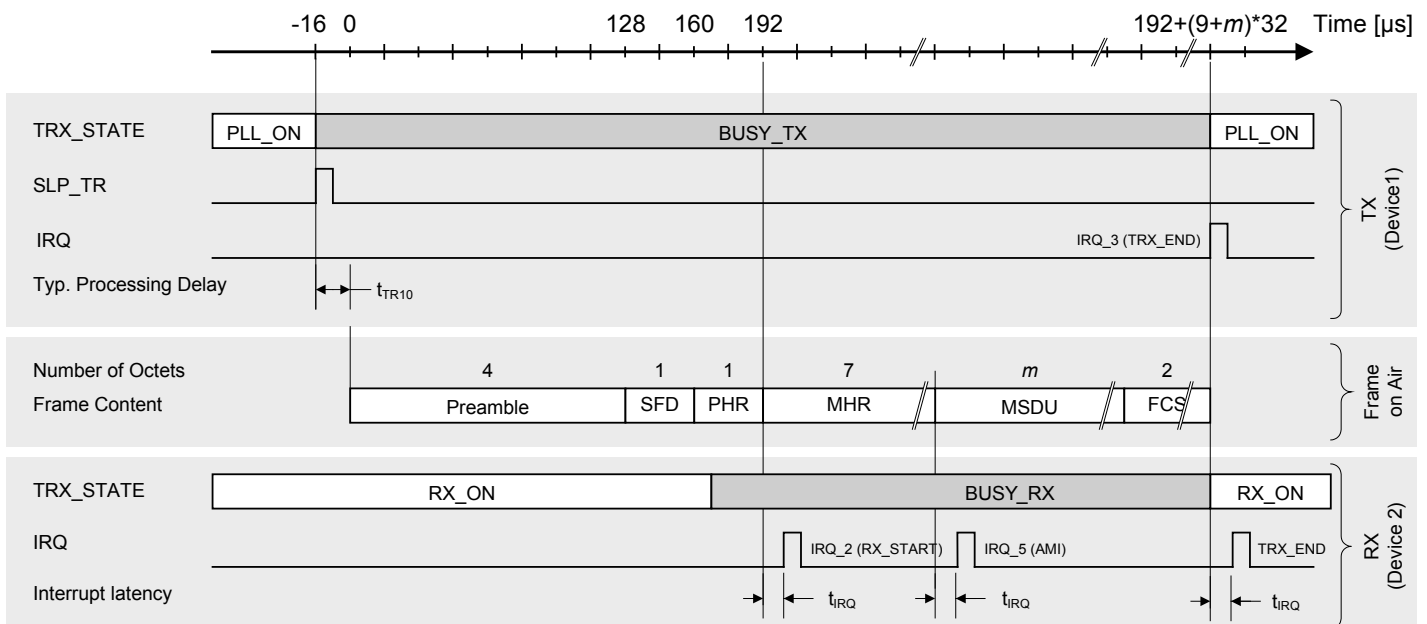 -16 0 128 160 192 192+(9+m)*32 Time [µs]
TRX_STATE PLL_ON BUSY_TX PLL_ON
SLP_TR
IRQ IRQ_3 (TRX_END)
Typ. Processing Delay tTR10
TX
(Device1)
Number of Octets 4 1 1 7 m 2
Frame Content Preamble SFD PHR MHR MSDU FCS
Frame
on Air
TRX_STATE RX_ON BUSY_RX RX_ON
IRQ IRQ_2 (RX_START) IRQ_5 (AMI) TRX_END
Interrupt latency tIRQ tIRQ tIRQ
RX
(Device 2)